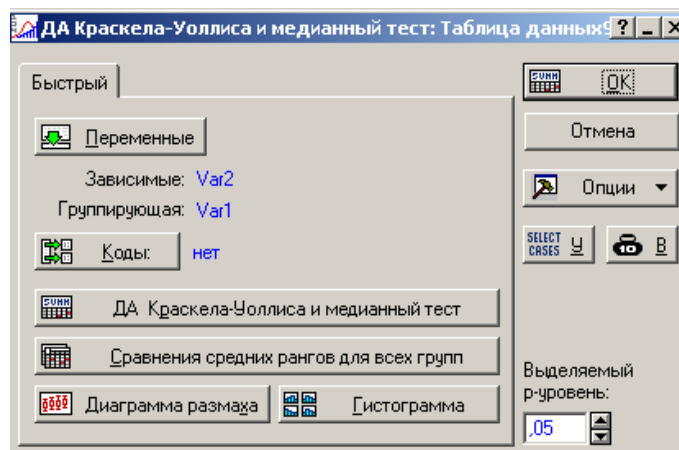 ДА Краскела-Уоллиса и медианный тест: Таблица данных9
Быстрый
Переменные
Зависимые: Var2
Группирующая: Var1
Коды: нет
ДА Краскела-Уоллиса и медианный тест
Сравнения средних рангов для всех групп
Диаграмма размаха
Гистограмма
OK
Отмена
Опции
SELECT CASES У
10 В
Выделяемый
p-уровень:
,05